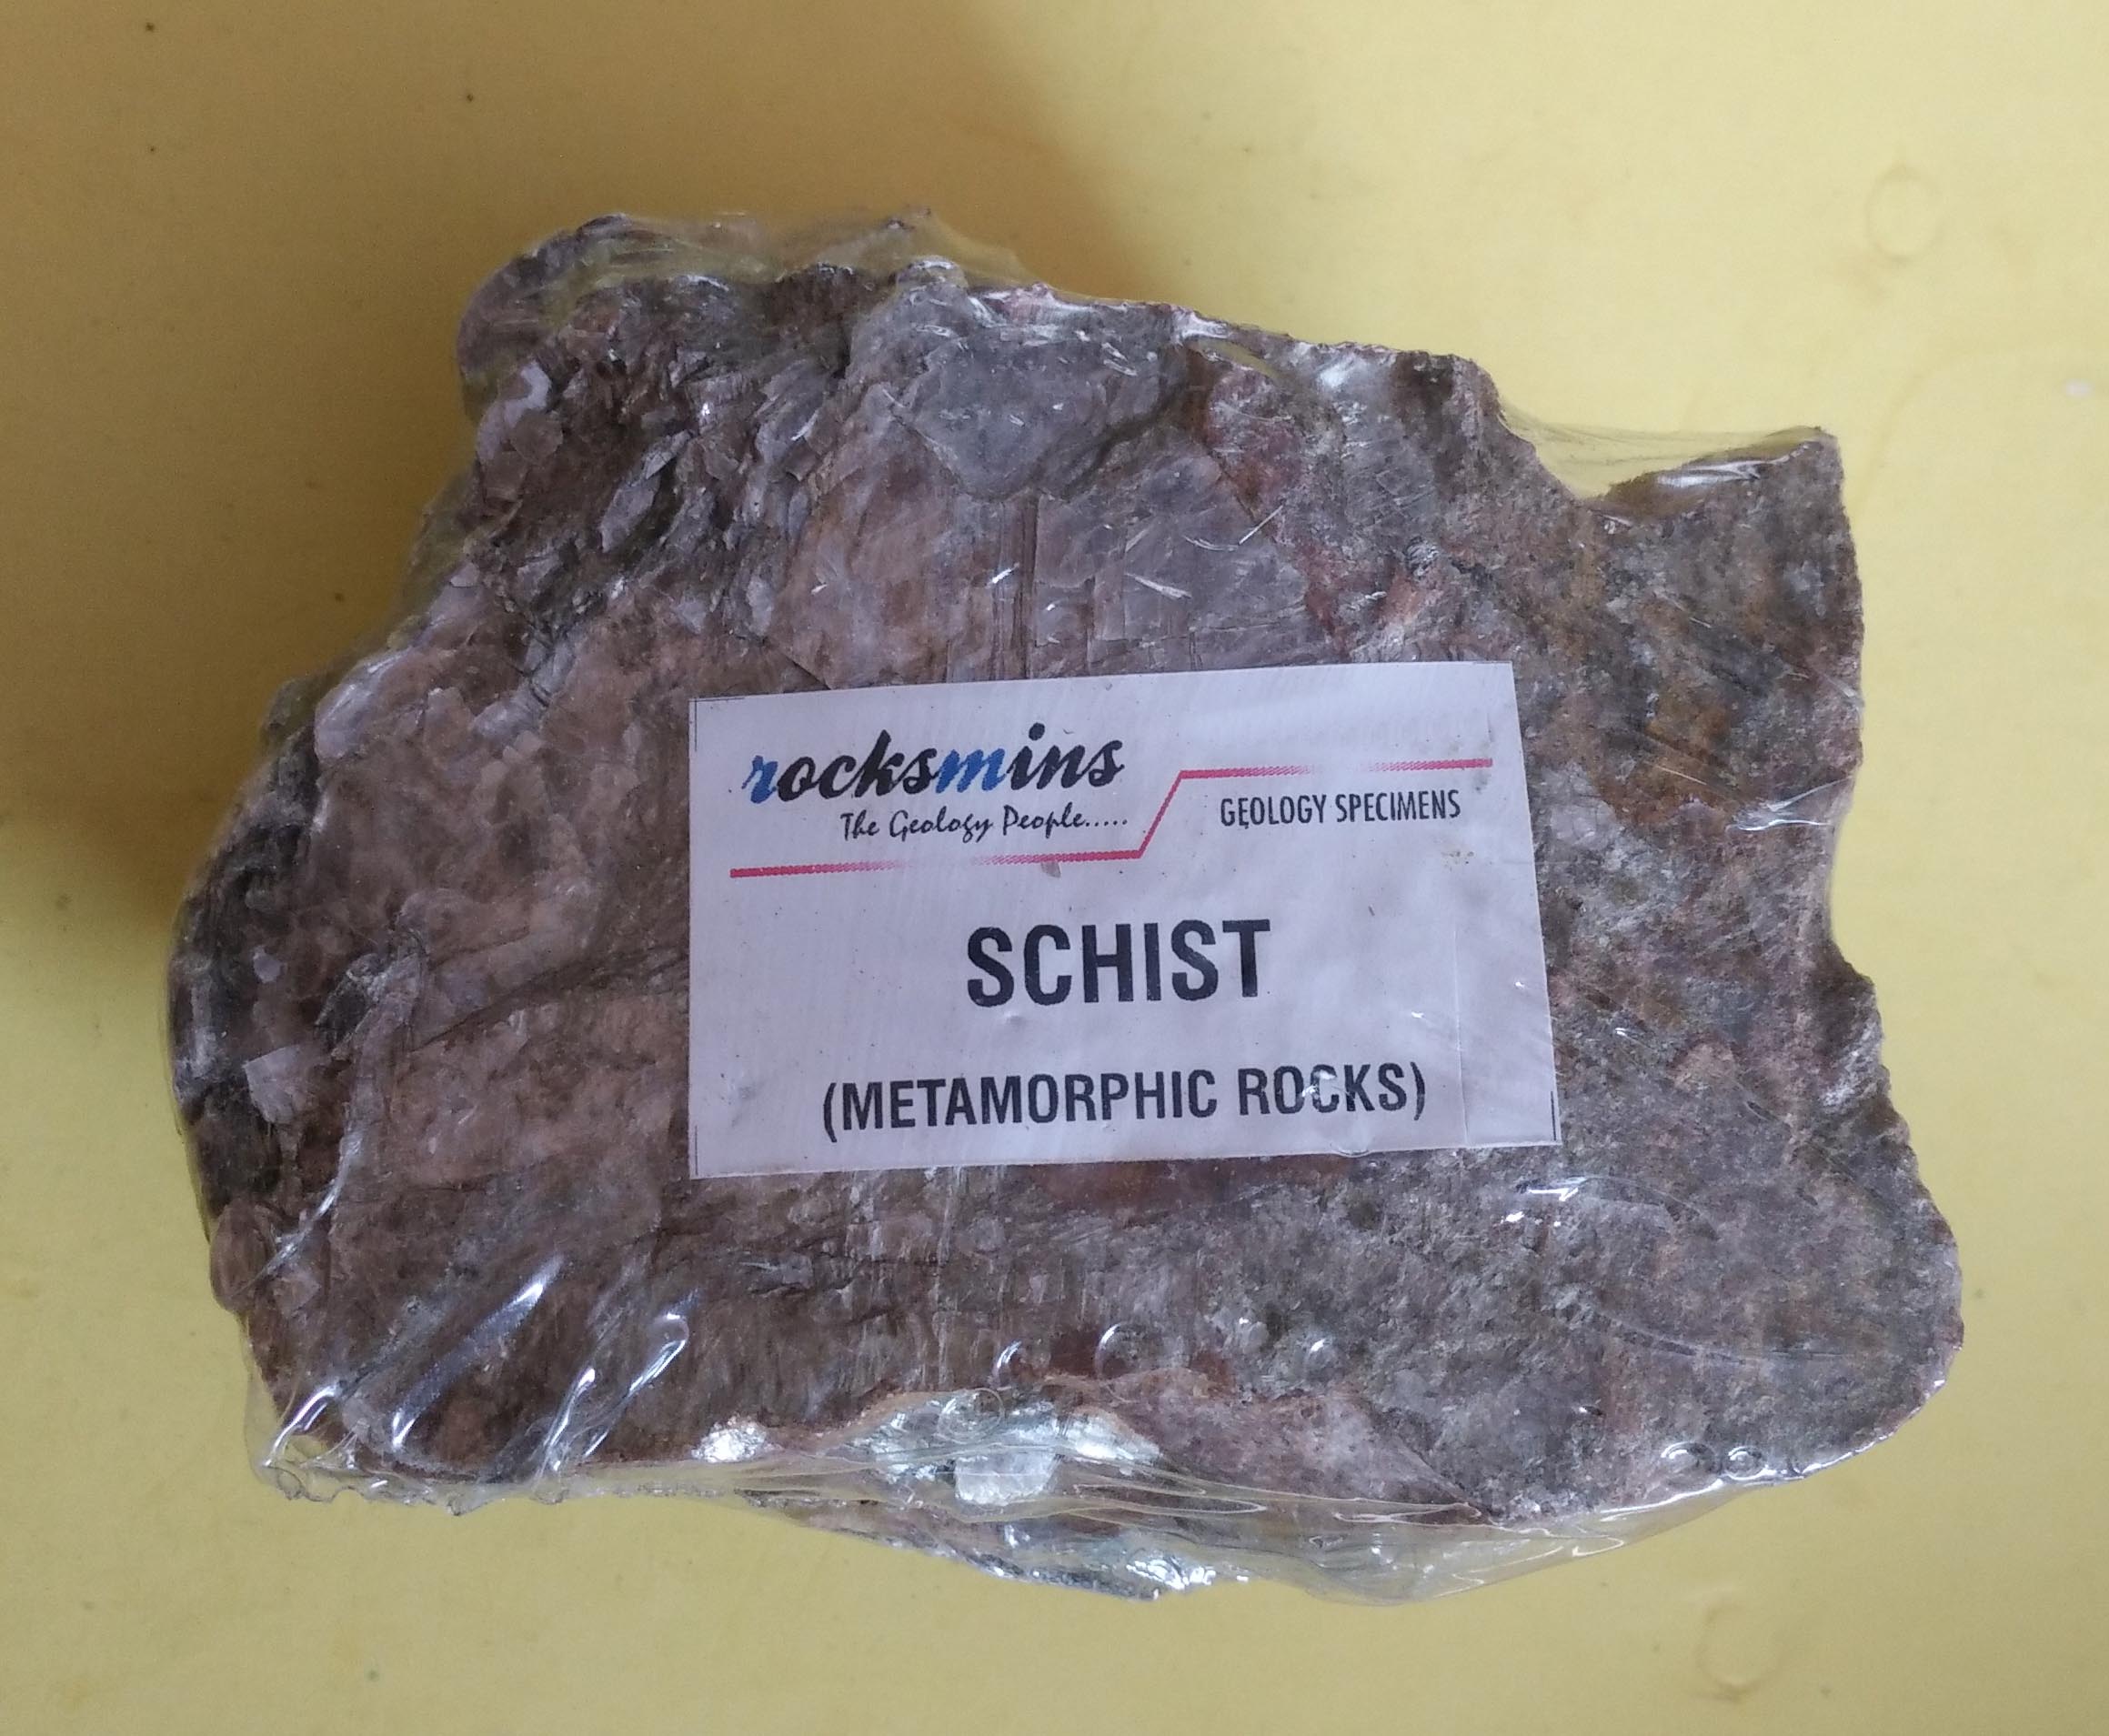 rocksmins
The Geology People.....
GEOLOGY SPECIMENS
SCHIST
(METAMORPHIC ROCKS)